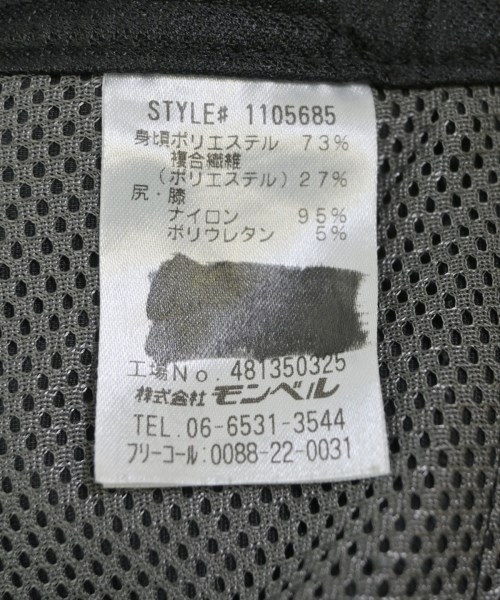 STYLE# 1105685
身頃ポリエステル 73%
複合繊維
(ポリエステル)27%
尻・膝
ナイロン 95%
ポリウレタン 5%
工場No. 481350325
株式会社 モンベル
TEL. 06-6531-3544
フリーコール:0088-22-0031